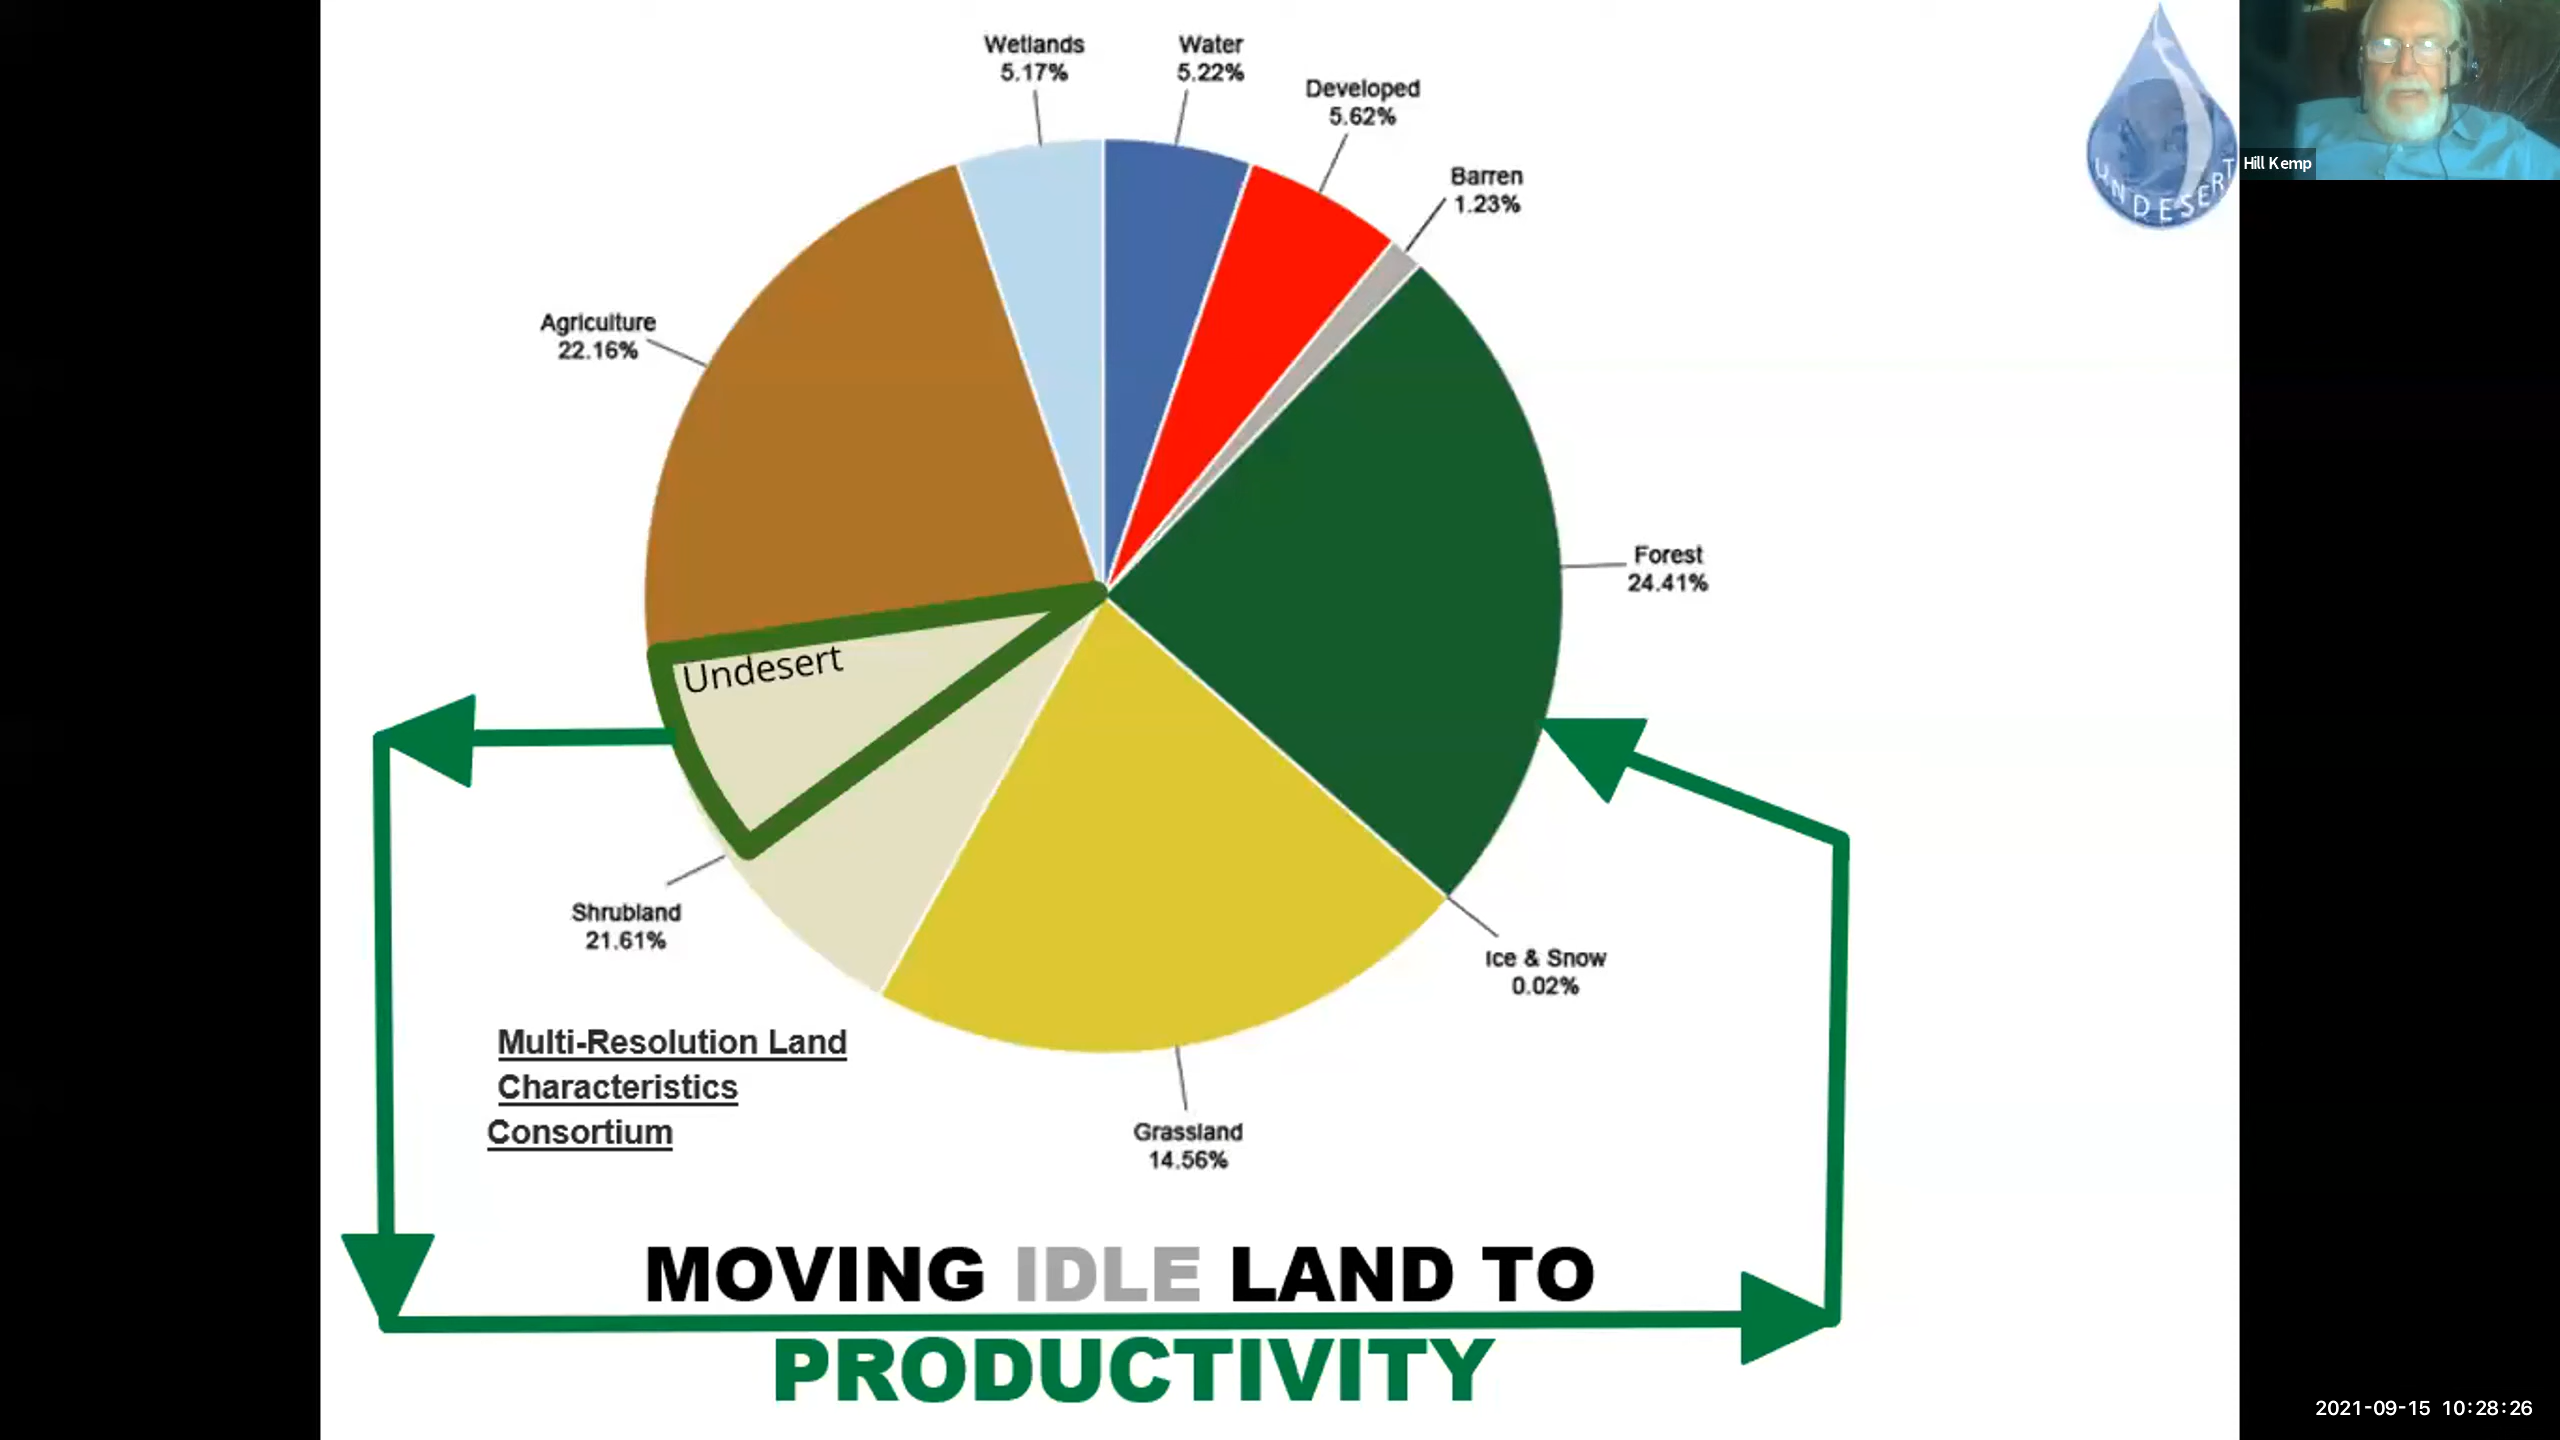 Wetlands
5.17%
Water
5.22%
Developed
5.62%
Barren
1.23%
Agriculture
22.16%
Forest
24.41%
Undesert
Shrubland
21.61%
Ice & Snow
0.02%
Grassland
14.56%
Multi-Resolution Land
Characteristics
Consortium
MOVING IDLE LAND TO
PRODUCTIVITY
UNDESERT
Hill Kemp
2021-09-15 10:28:26